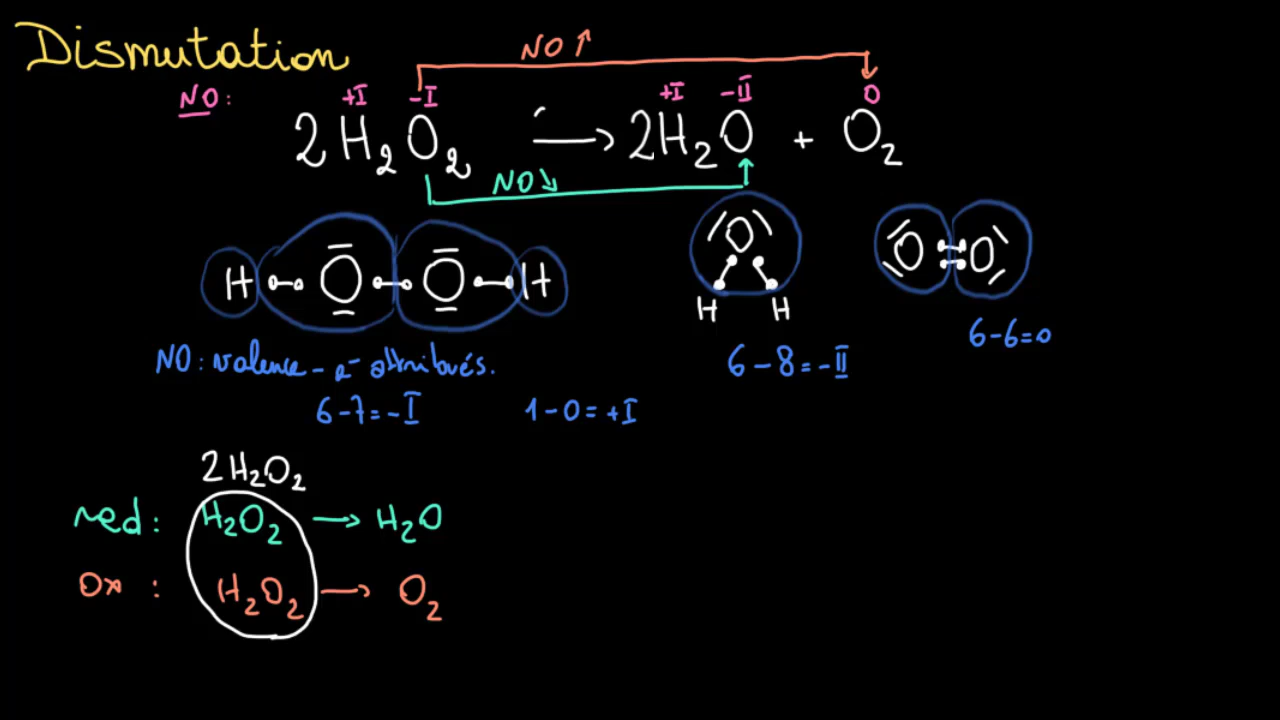 Dismutation
NO ↑
NO: +I -I +I -II 0
2H₂O₂ → 2H₂O + O₂
NO ↘
H O O H
O
H H
O O
NO: valence - e⁻ attribués.
6-7=-I 1-0=+I
6-8=-II
6-6=0
2H₂O₂
red: H₂O₂ → H₂O
Ox: H₂O₂ → O₂